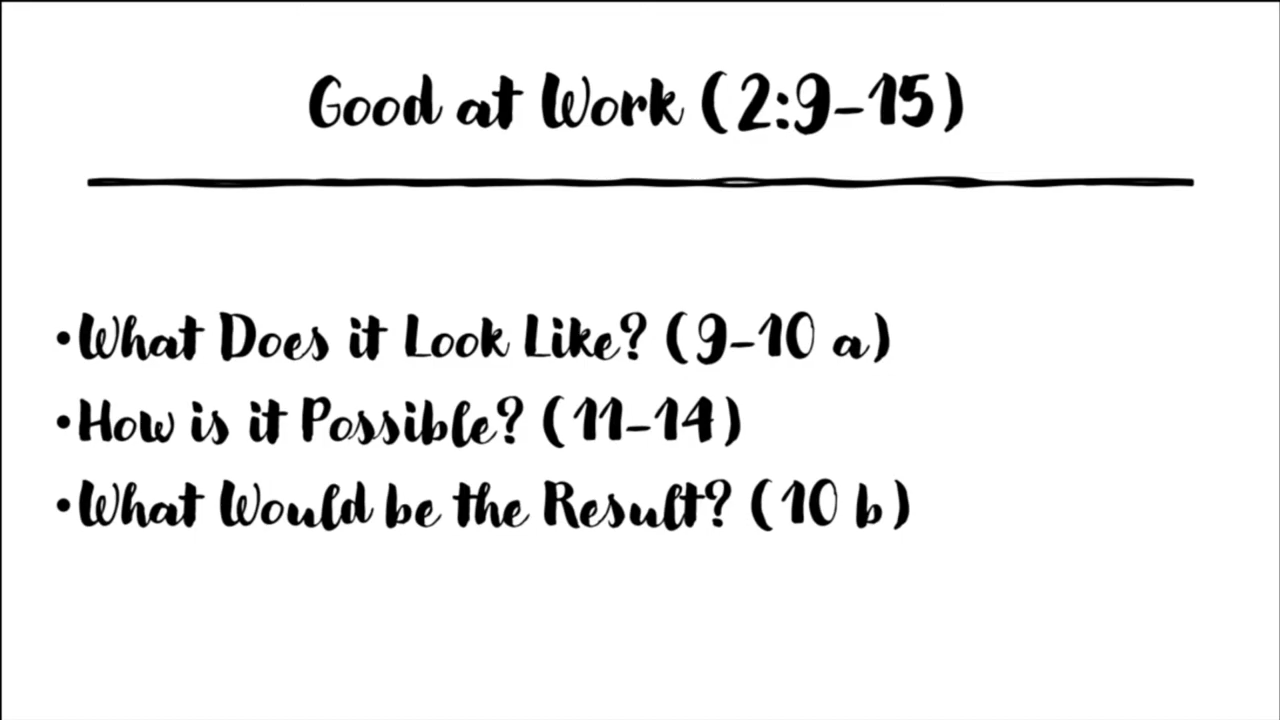 Good at Work (2:9-15)
•What Does it Look Like? (9-10 a)
•How is it Possible? (11-14)
•What Would be the Result? (10 b)